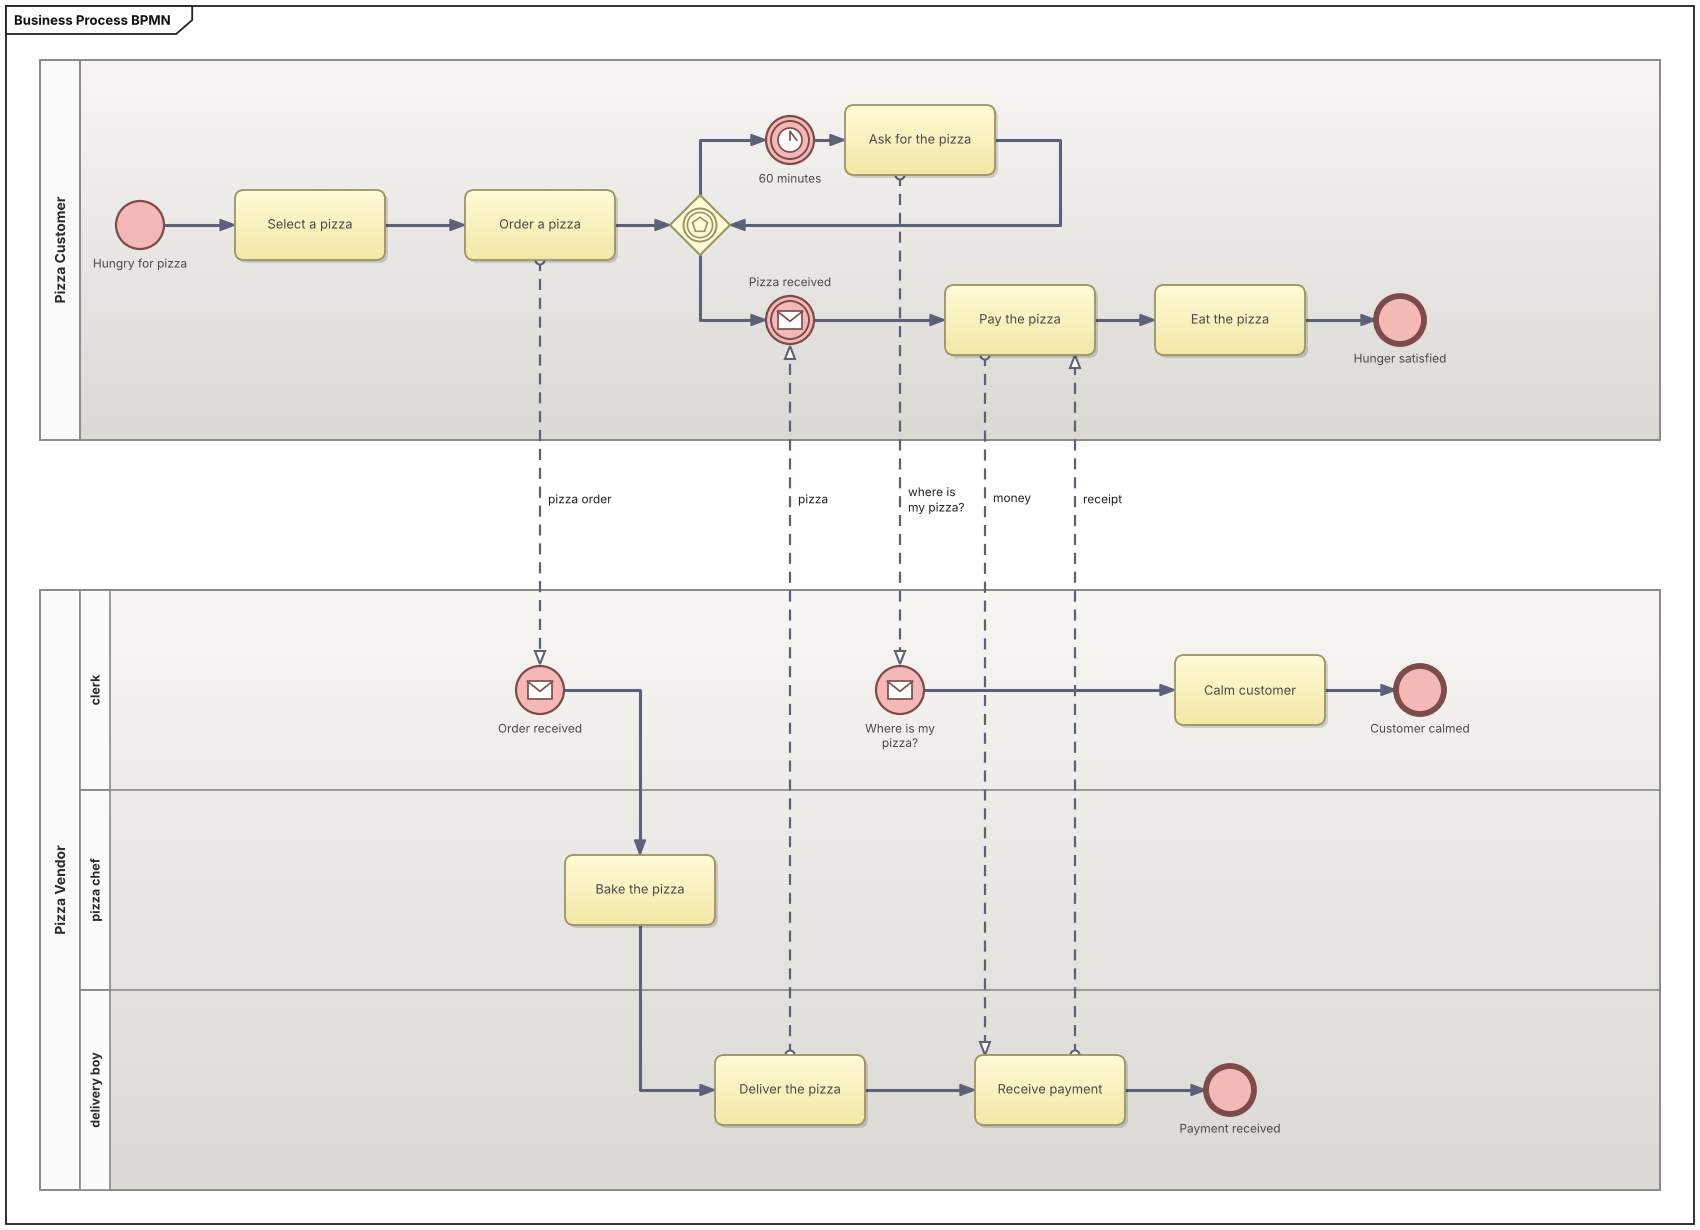 Business Process BPMN
Pizza Customer
Hungry for pizza
Select a pizza
Order a pizza
60 minutes
Ask for the pizza
Pizza received
Pay the pizza
Eat the pizza
Hunger satisfied
pizza order
pizza
where is
my pizza?
money
receipt
Pizza Vendor
clerk
Order received
Where is my
pizza?
Calm customer
Customer calmed
pizza chef
Bake the pizza
delivery boy
Deliver the pizza
Receive payment
Payment received